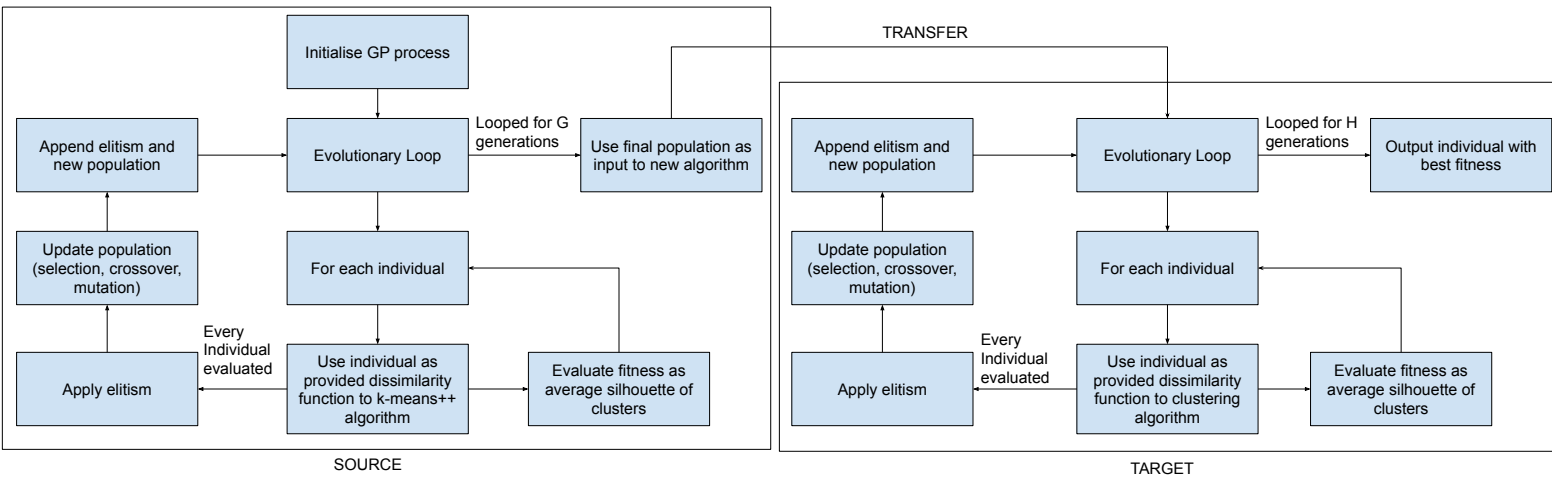 TRANSFER
Initialise GP process
Append elitism and
new population
Evolutionary Loop
Looped for G
generations
Use final population as
input to new algorithm
Update population
(selection, crossover,
mutation)
For each individual
Every
Individual
evaluated
Apply elitism
Use individual as
provided dissimilarity
function to k-means++
algorithm
Evaluate fitness as
average silhouette of
clusters
SOURCE
Append elitism and
new population
Evolutionary Loop
Looped for H
generations
Output individual with
best fitness
Update population
(selection, crossover,
mutation)
For each individual
Every
Individual
evaluated
Apply elitism
Use individual as
provided dissimilarity
function to clustering
algorithm
Evaluate fitness as
average silhouette of
clusters
TARGET